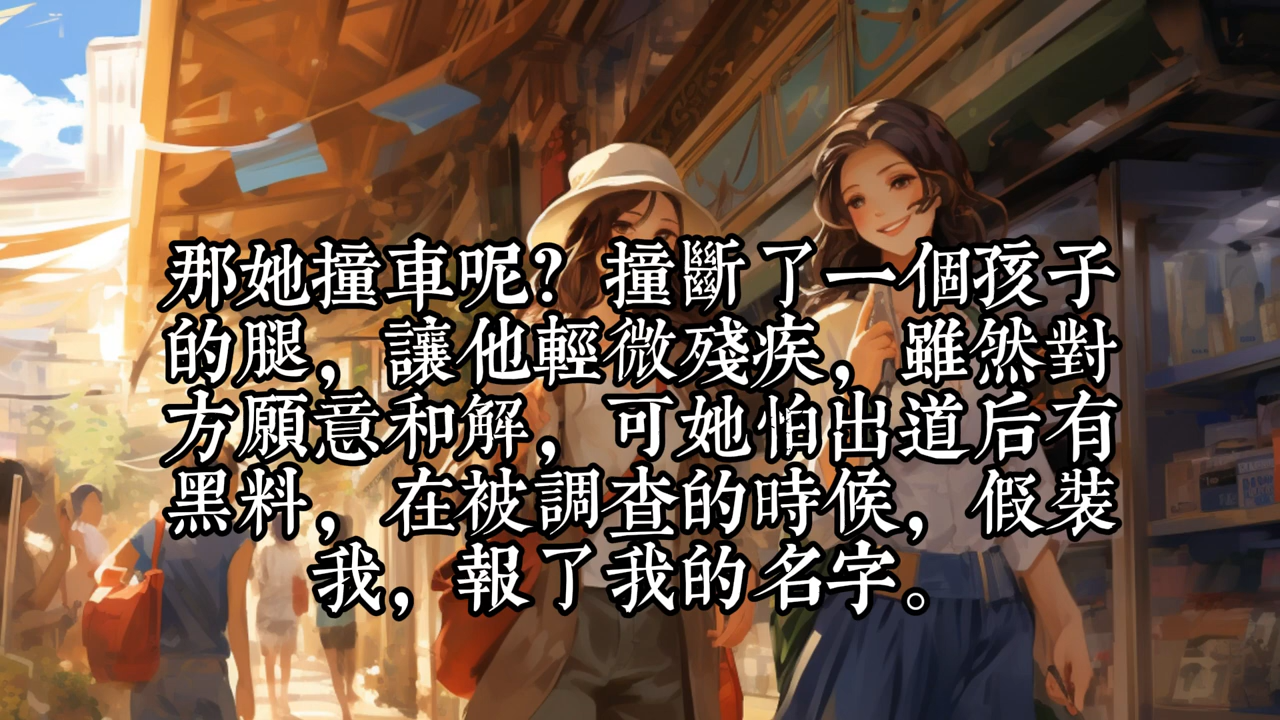 那她撞車呢？撞斷了一個孩子
的腿，讓他輕微殘疾，雖然對
方願意和解，可她怕出道后有
黑料，在被調查的時候，假裝
我，報了我的名字。